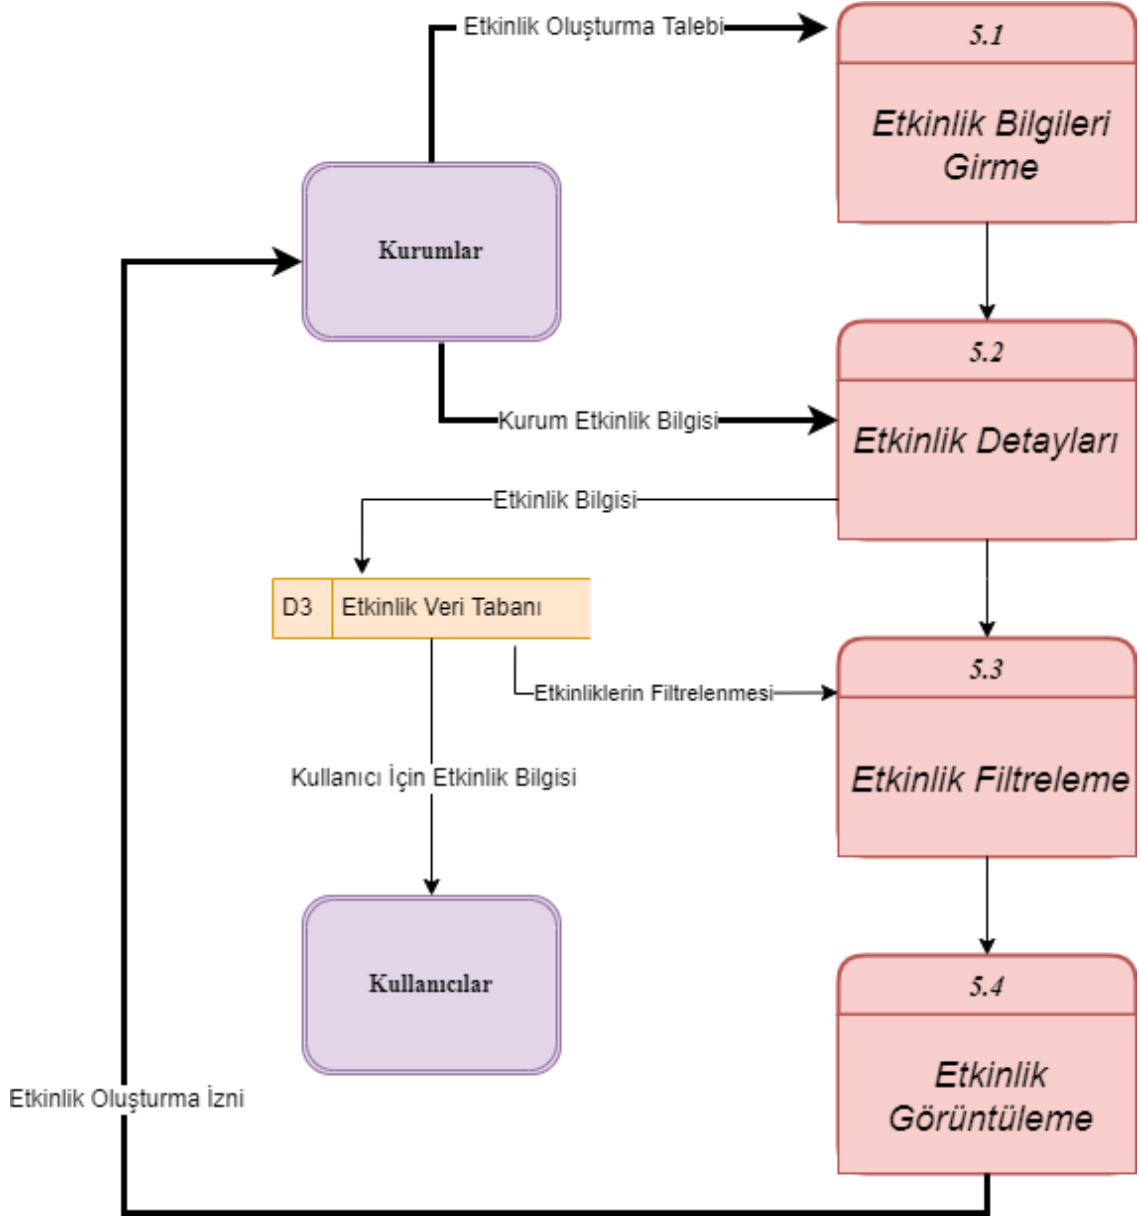 Etkinlik Oluşturma Talebi
5.1
Etkinlik Bilgileri
Girme
Kurumlar
5.2
Kurum Etkinlik Bilgisi
Etkinlik Detayları
Etkinlik Bilgisi
D3
Etkinlik Veri Tabanı
5.3
Etkinliklerin Filtrelenmesi
Kullanıcı İçin Etkinlik Bilgisi
Etkinlik Filtreleme
Kullanıcılar
5.4
Etkinlik
Görüntüleme
Etkinlik Oluşturma İzni